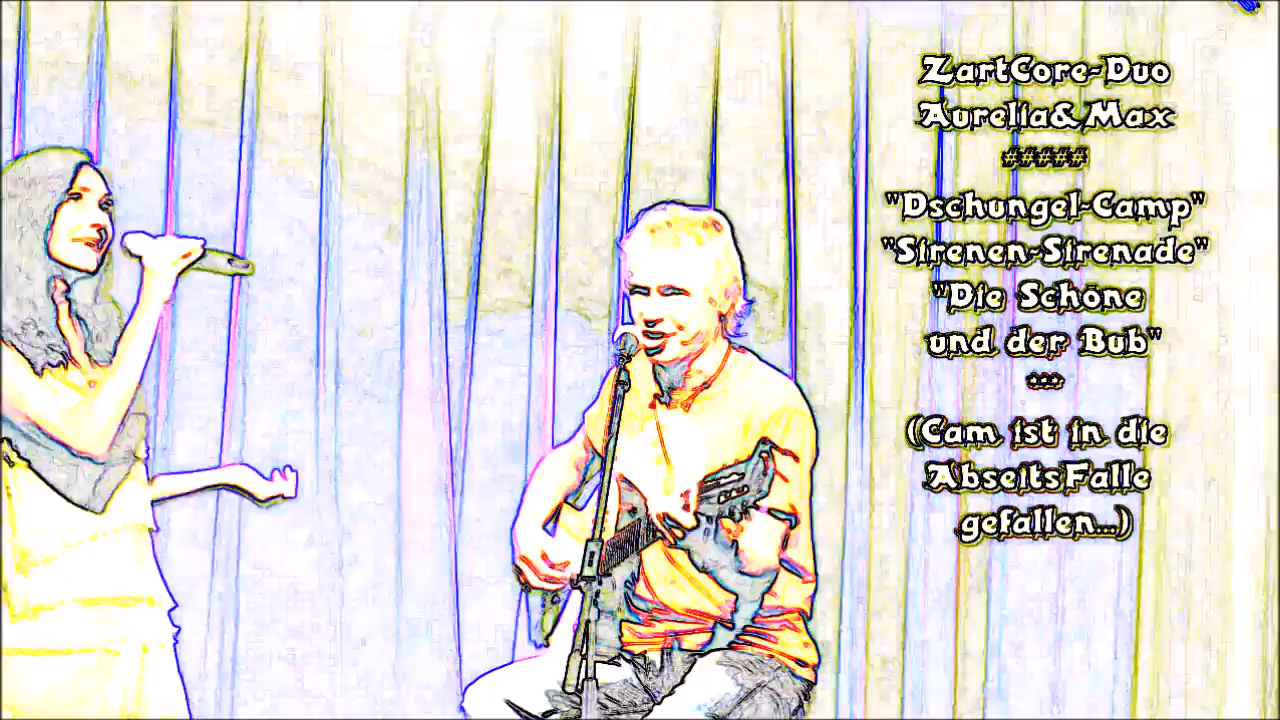 ZartCore-Duo
Aurelia&Max
#####
"Dschungel-Camp"
"Sirenen-Sirenade"
"Die Schöne
und der Bub"
***
(Cam ist in die
AbseitsFalle
gefallen...)